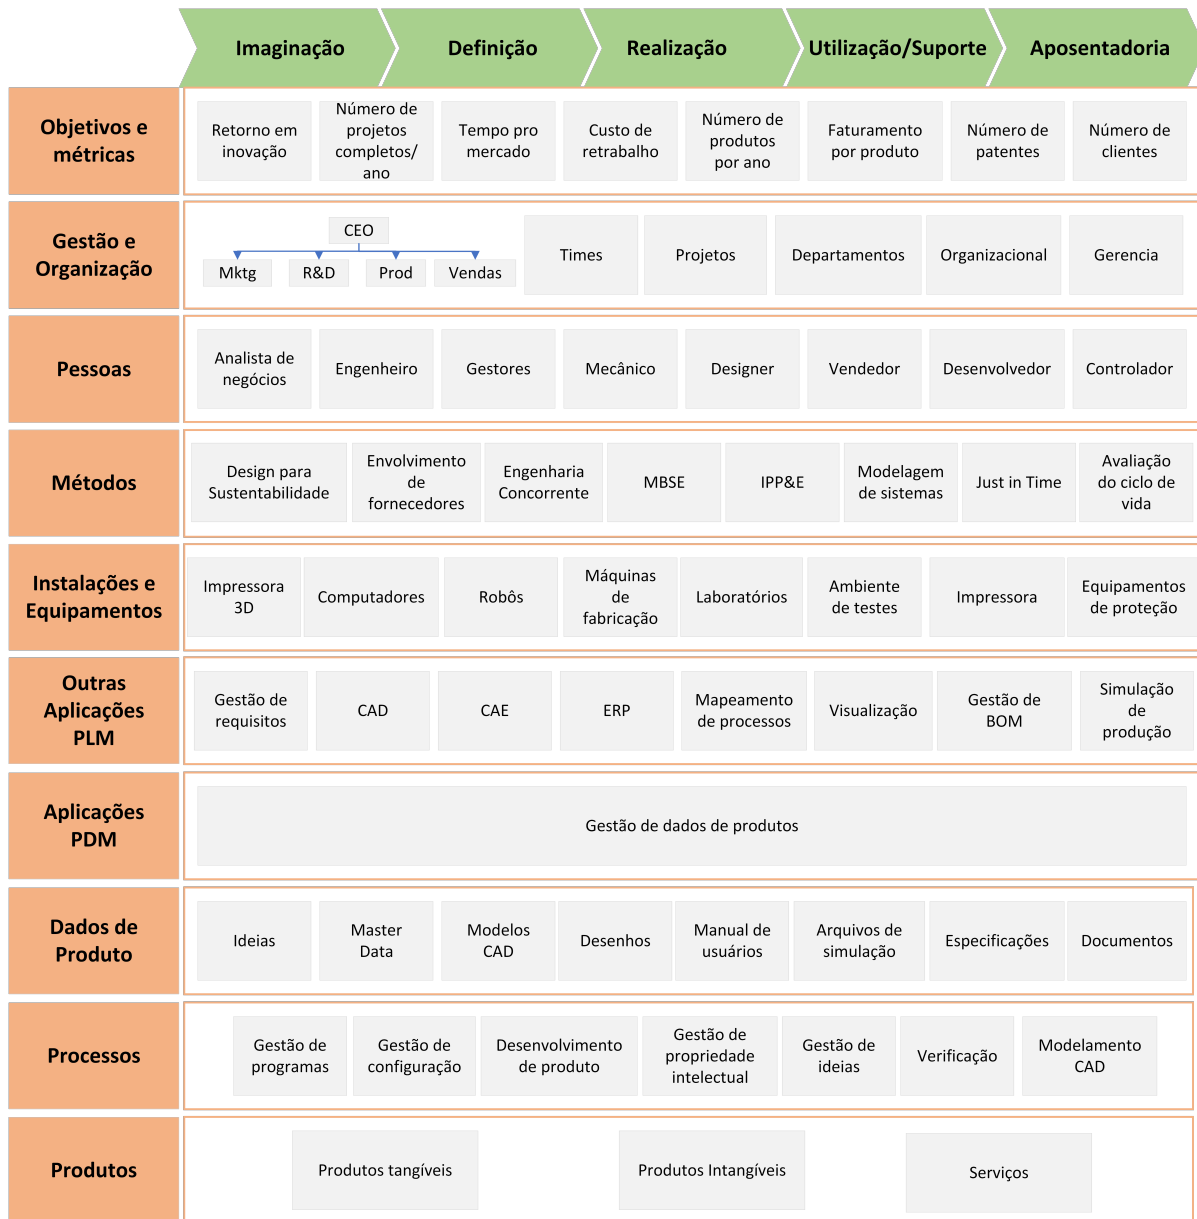 Imaginação
Definição
Realização
Utilização/Suporte
Aposentadoria
Objetivos e
métricas
Retorno em
inovação
Número de
projetos
completos/
ano
Tempo pro
mercado
Custo de
retrabalho
Número de
produtos
por ano
Faturamento
por produto
Número de
patentes
Número de
clientes
Gestão e
Organização
CEO
Mktg
R&D
Prod
Vendas
Times
Projetos
Departamentos
Organizacional
Gerencia
Pessoas
Analista de
negócios
Engenheiro
Gestores
Mecânico
Designer
Vendedor
Desenvolvedor
Controlador
Métodos
Design para
Sustentabilidade
Envolvimento
de
fornecedores
Engenharia
Concorrente
MBSE
IPP&E
Modelagem
de sistemas
Just in Time
Avaliação
do ciclo de
vida
Instalações e
Equipamentos
Impressora
3D
Computadores
Robôs
Máquinas
de
fabricação
Laboratórios
Ambiente
de testes
Impressora
Equipamentos
de proteção
Outras
Aplicações
PLM
Gestão de
requisitos
CAD
CAE
ERP
Mapeamento
de processos
Visualização
Gestão de
BOM
Simulação
de
produção
Aplicações
PDM
Gestão de dados de produtos
Dados de
Produto
Ideias
Master
Data
Modelos
CAD
Desenhos
Manual de
usuários
Arquivos de
simulação
Especificações
Documentos
Processos
Gestão de
programas
Gestão de
configuração
Desenvolvimento
de produto
Gestão de
propriedade
intelectual
Gestão de
ideias
Verificação
Modelamento
CAD
Produtos
Produtos tangíveis
Produtos Intangíveis
Serviços